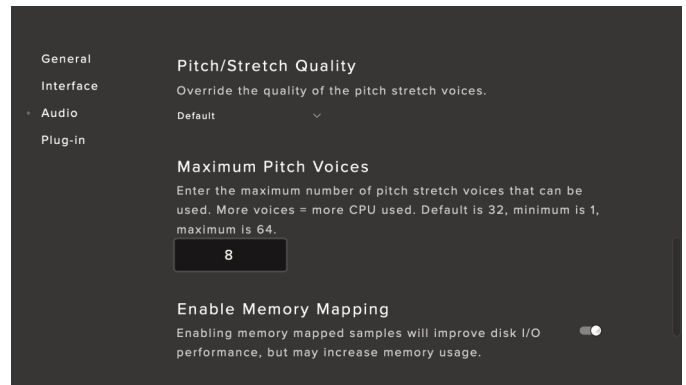 General
Interface
Audio
Plug-in
Pitch/Stretch Quality
Override the quality of the pitch stretch voices.
Default
Maximum Pitch Voices
Enter the maximum number of pitch stretch voices that can be
used. More voices = more CPU used. Default is 32, minimum is 1,
maximum is 64.
8
Enable Memory Mapping
Enabling memory mapped samples will improve disk I/O
performance, but may increase memory usage.